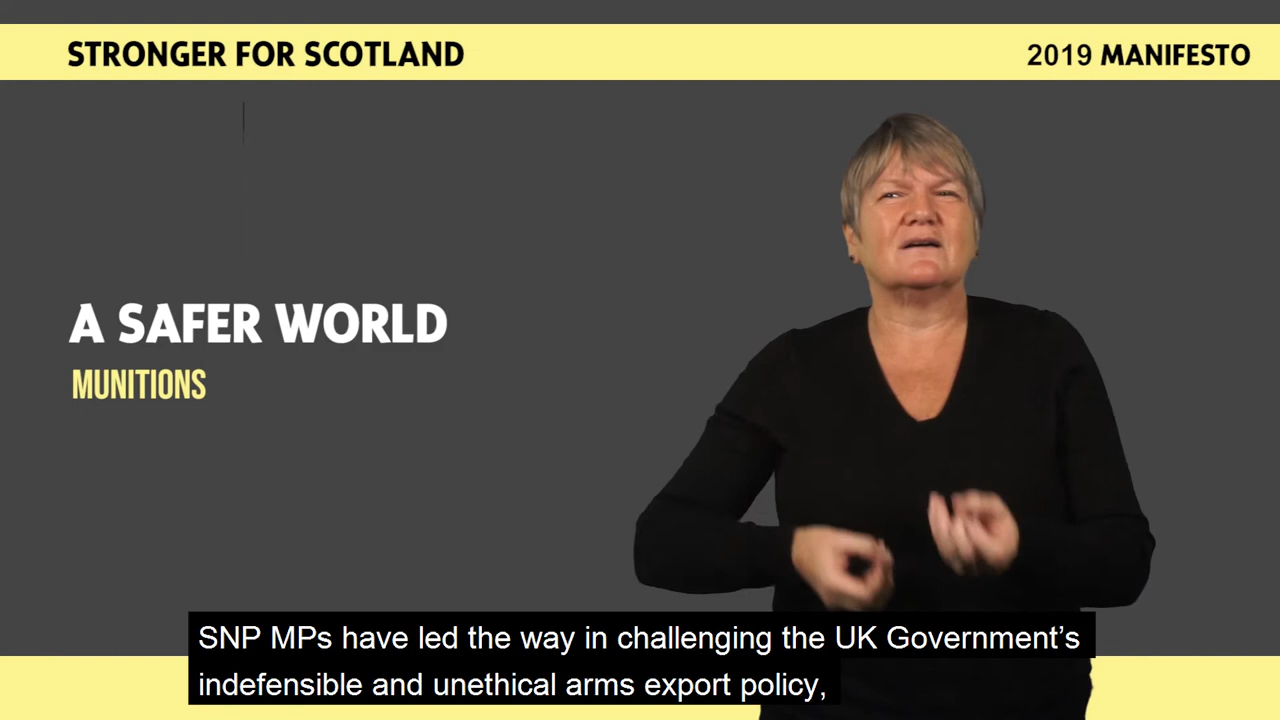 STRONGER FOR SCOTLAND
2019 MANIFESTO
A SAFER WORLD
MUNITIONS
SNP MPs have led the way in challenging the UK Government’s
indefensible and unethical arms export policy,